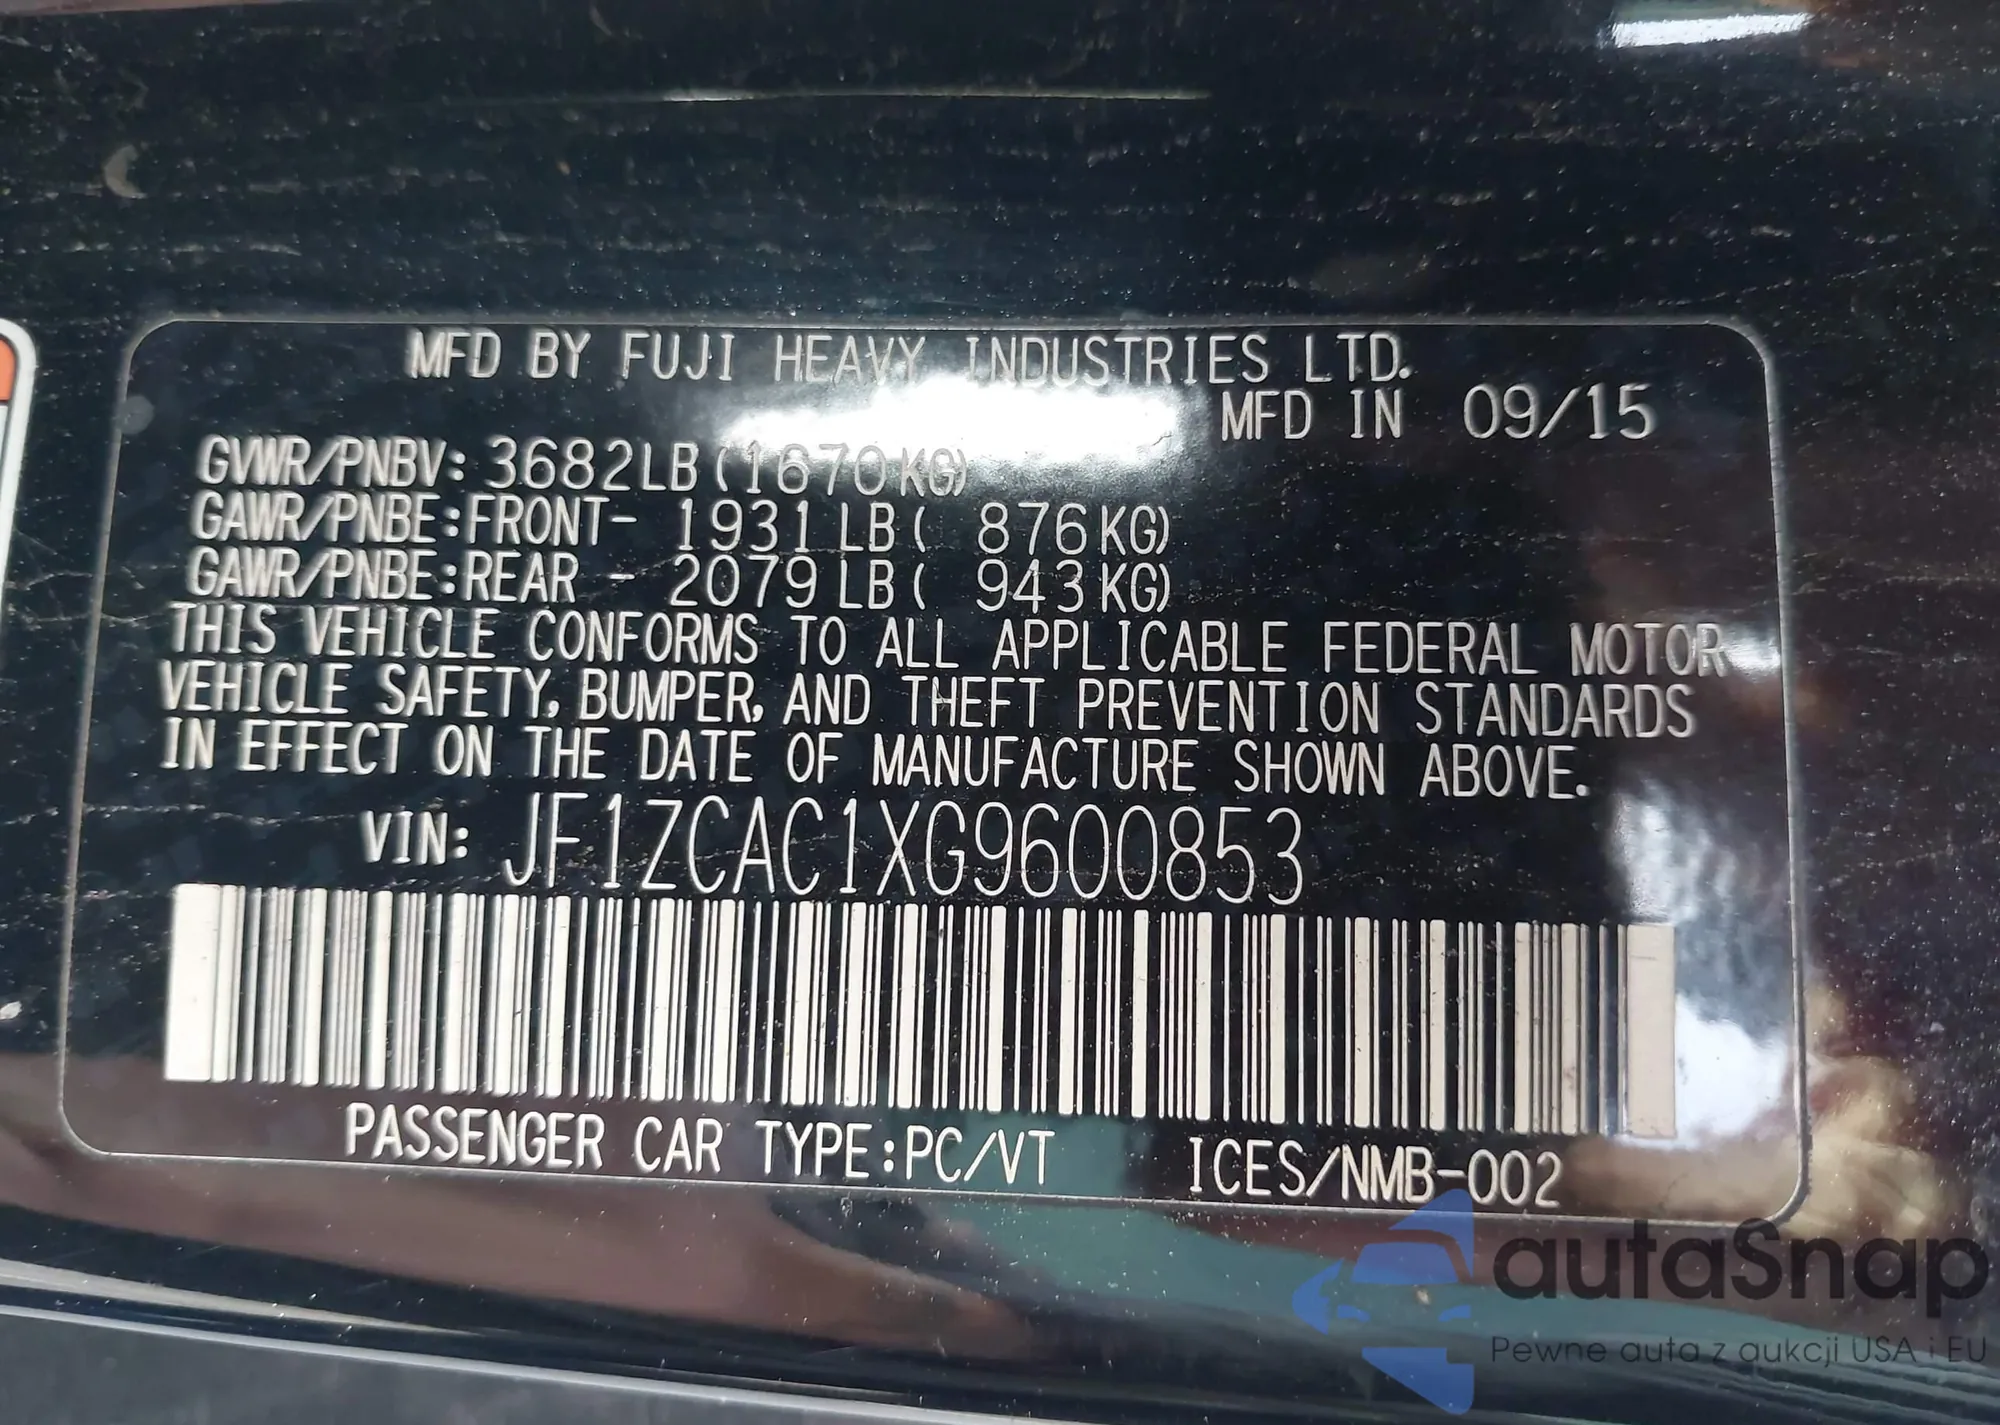 MFD BY FUJI HEAVY INDUSTRIES LTD.
MFD IN 09/15
GVWR/PNBV: 3682LB (1670KG)
GAWR/PNBE:FRONT- 1931LB ( 876KG)
GAWR/PNBE:REAR - 2079LB ( 943KG)
THIS VEHICLE CONFORMS TO ALL APPLICABLE FEDERAL MOTOR
VEHICLE SAFETY, BUMPER, AND THEFT PREVENTION STANDARDS
IN EFFECT ON THE DATE OF MANUFACTURE SHOWN ABOVE.
VIN: JF1ZCAC1XG9600853
PASSENGER CAR TYPE:PC/VT ICES/NMB-002
autaSnap
Pewne auta z aukcji USA i EU